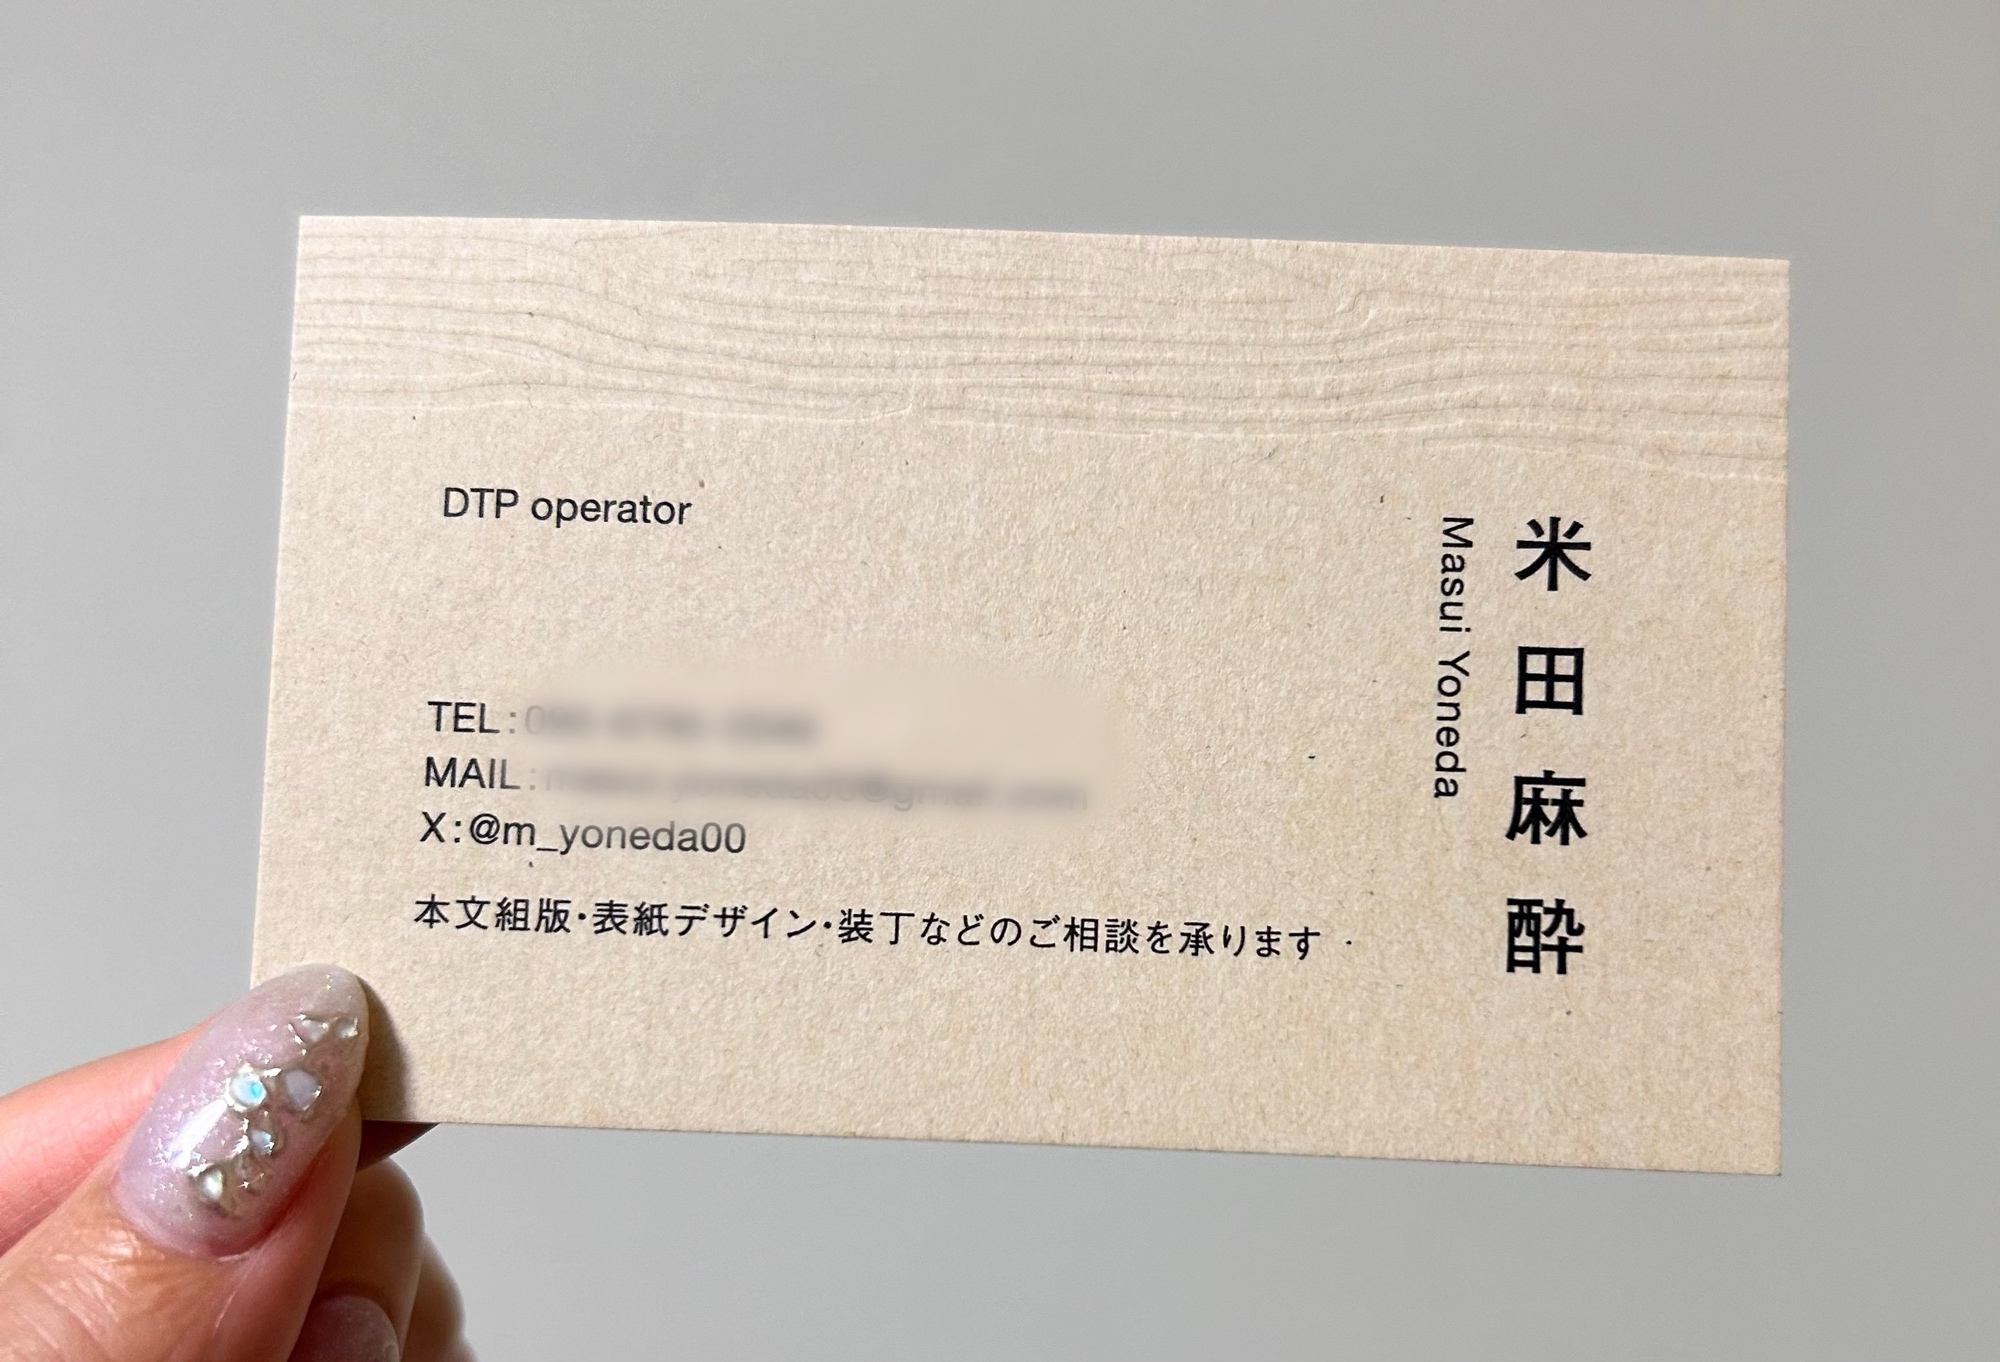 米田麻酔
Masui Yoneda
DTP operator
TEL:
MAIL:
X:@m_yoneda00
本文組版・表紙デザイン・装丁などのご相談を承ります